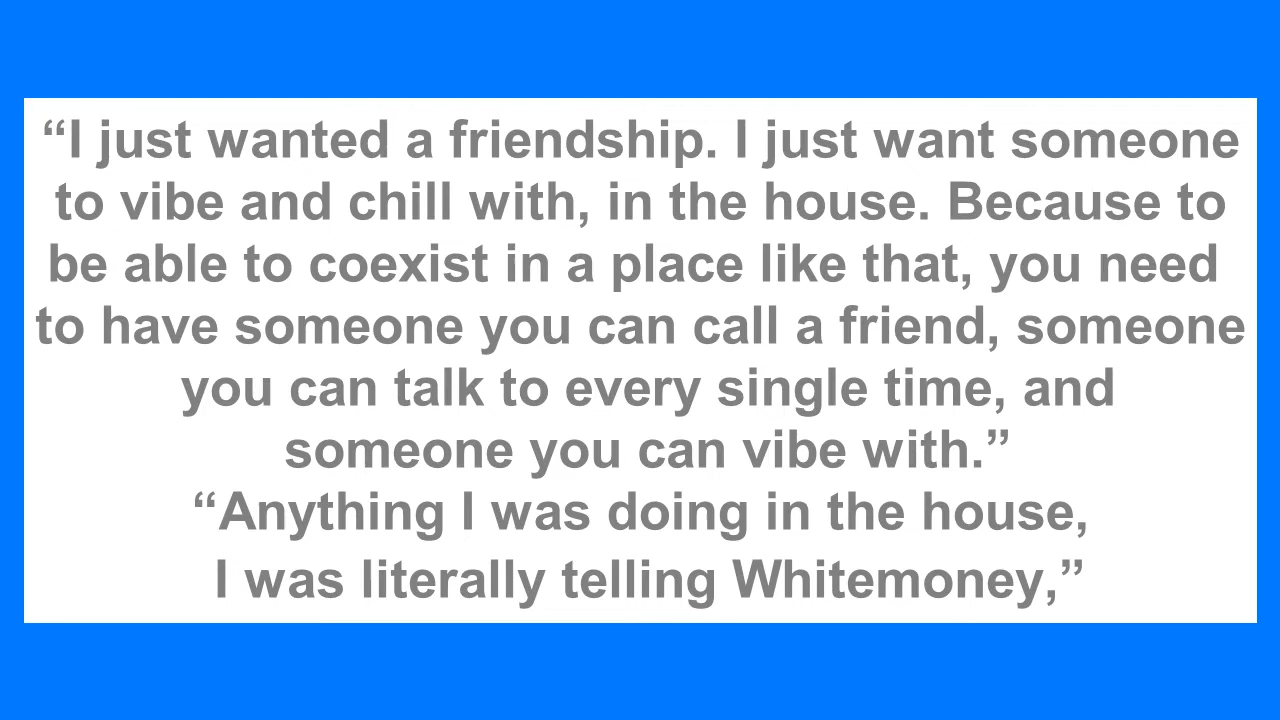 “I just wanted a friendship. I just want someone
to vibe and chill with, in the house. Because to
be able to coexist in a place like that, you need
to have someone you can call a friend, someone
you can talk to every single time, and
someone you can vibe with.”
“Anything I was doing in the house,
I was literally telling Whitemoney,”